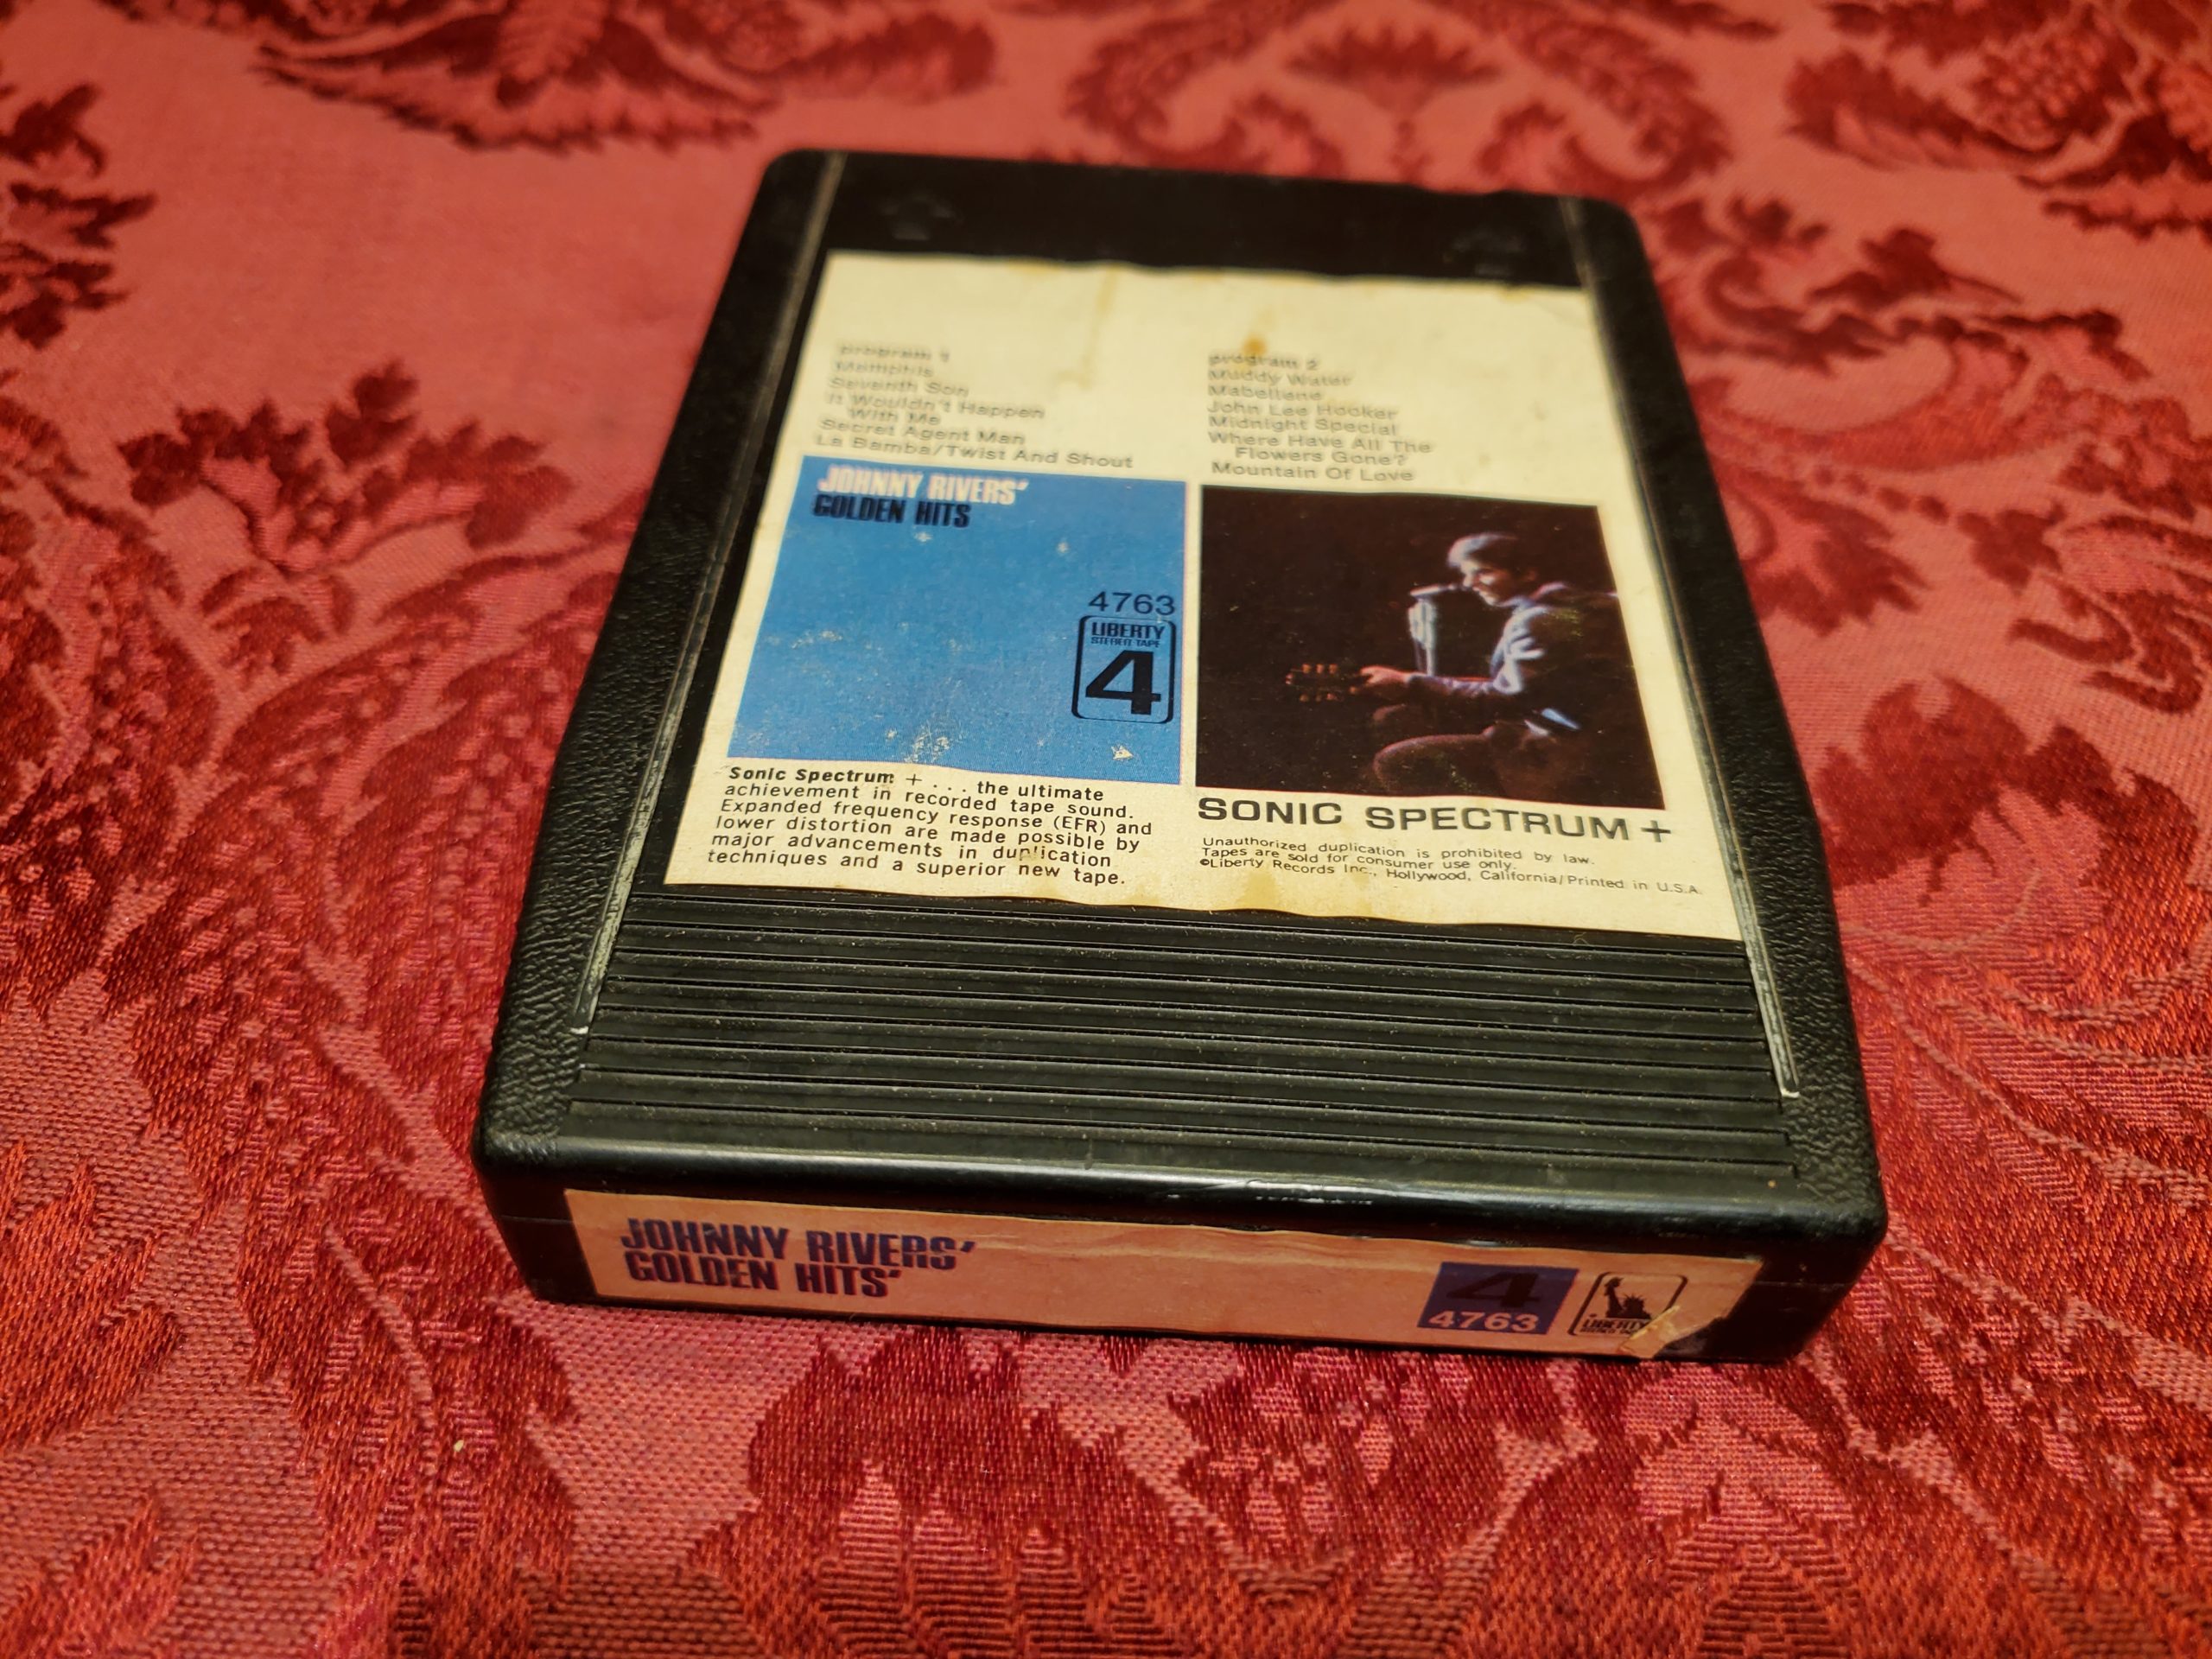 program 1
Memphis
Seventh Son
It Wouldn't Happen
With Me
Secret Agent Man
La Bamba/Twist And Shout
program 2
Muddy Water
Mabellene
John Lee Hooker
Midnight Special
Where Have All The
Flowers Gone?
Mountain Of Love
JOHNNY RIVERS'
GOLDEN HITS
4763
LIBERTY
STEREO TAPE
4
Sonic Spectrum + . . . the ultimate
achievement in recorded tape sound.
Expanded frequency response (EFR) and
lower distortion are made possible by
major advancements in duplication
techniques and a superior new tape.
SONIC SPECTRUM +
Unauthorized duplication is prohibited by law.
Tapes are sold for consumer use only.
©Liberty Records Inc., Hollywood, California/Printed in U.S.A.
JOHNNY RIVERS'
GOLDEN HITS'
4
4763
LIBERTY